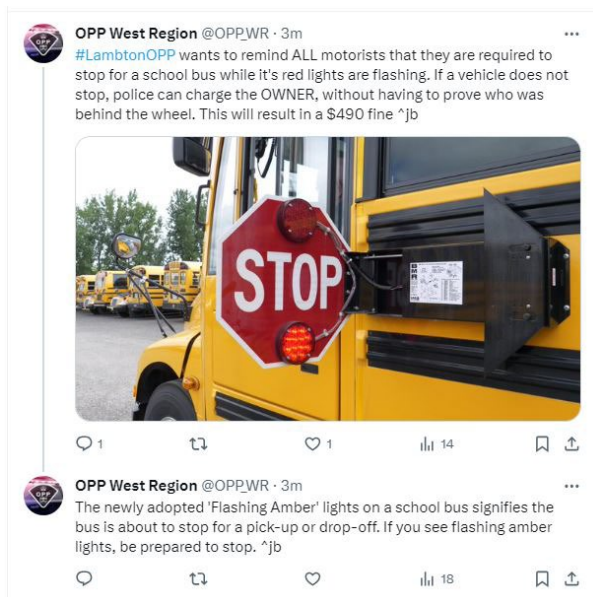 OPP West Region @OPP_WR · 3m
#LambtonOPP wants to remind ALL motorists that they are required to
stop for a school bus while it's red lights are flashing. If a vehicle does not
stop, police can charge the OWNER, without having to prove who was
behind the wheel. This will result in a $490 fine ^jb
STOP
1
1
14
OPP West Region @OPP_WR · 3m
The newly adopted 'Flashing Amber' lights on a school bus signifies the
bus is about to stop for a pick-up or drop-off. If you see flashing amber
lights, be prepared to stop. ^jb
18